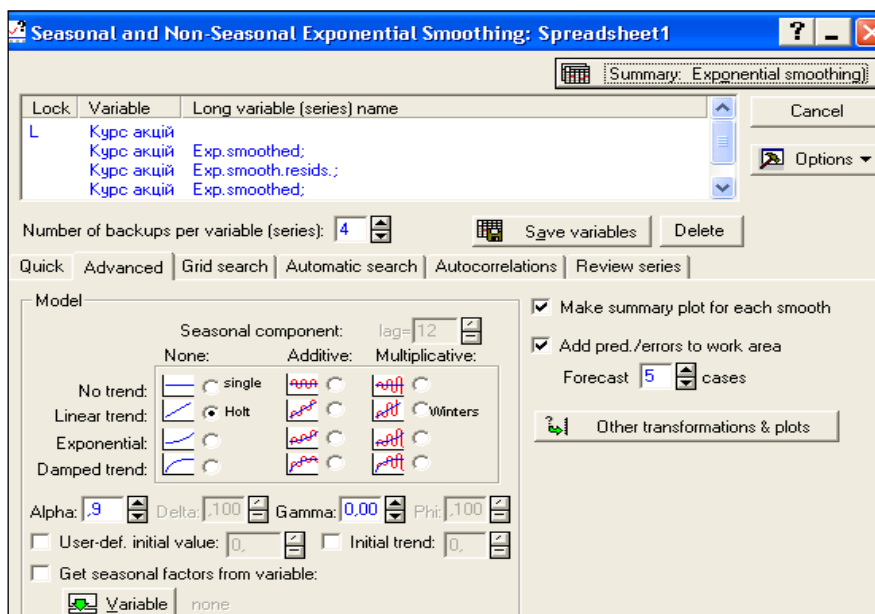 Seasonal and Non-Seasonal Exponential Smoothing: Spreadsheet1
Summary: Exponential smoothing
Lock Variable Long variable (series) name
L Курс акцій
Курс акцій Exp.smoothed;
Курс акцій Exp.smooth.resids.;
Курс акцій Exp.smoothed;
Cancel
Options
Number of backups per variable (series): 4 Save variables Delete
Quick Advanced Grid search Automatic search Autocorrelations Review series
Model
Seasonal component: lag= 12
None: Additive: Multiplicative:
No trend: single
Linear trend: Holt Winters
Exponential:
Damped trend:
Alpha: ,9 Delta: ,100 Gamma: 0,00 Phi: ,100
User-def. initial value: 0, Initial trend: 0,
Get seasonal factors from variable:
Variable none
Make summary plot for each smooth
Add pred./errors to work area
Forecast 5 cases
Other transformations & plots